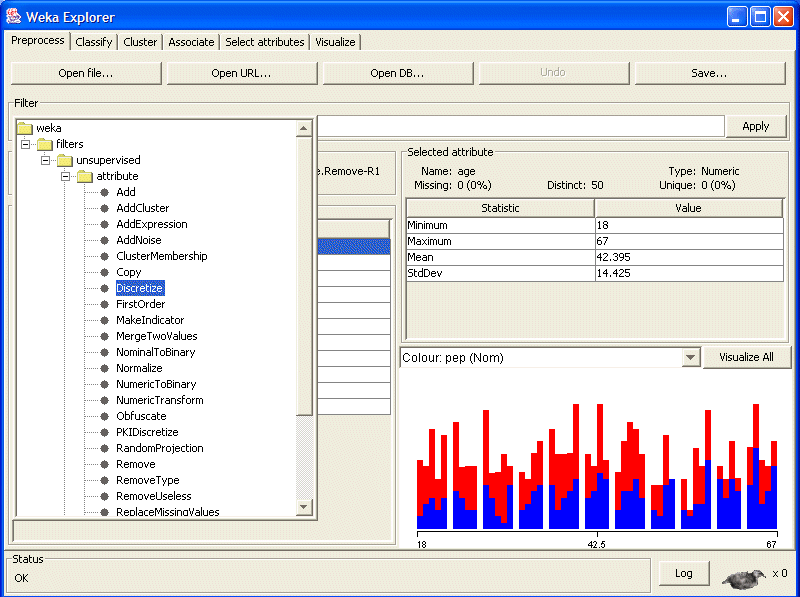 Weka Explorer
Preprocess Classify Cluster Associate Select attributes Visualize
Open file... Open URL... Open DB... Undo Save...
Filter
Apply
weka
filters
unsupervised
attribute
Add
AddCluster
AddExpression
AddNoise
ClusterMembership
Copy
Discretize
FirstOrder
MakeIndicator
MergeTwoValues
NominalToBinary
Normalize
NumericToBinary
NumericTransform
Obfuscate
PKIDiscretize
RandomProjection
Remove
RemoveType
RemoveUseless
ReplaceMissingValues
e.Remove-R1
Selected attribute
Name: age Type: Numeric
Missing: 0 (0%) Distinct: 50 Unique: 0 (0%)
Statistic Value
Minimum 18
Maximum 67
Mean 42.395
StdDev 14.425
Colour: pep (Nom) Visualize All
18 42.5 67
Status
OK
Log x 0